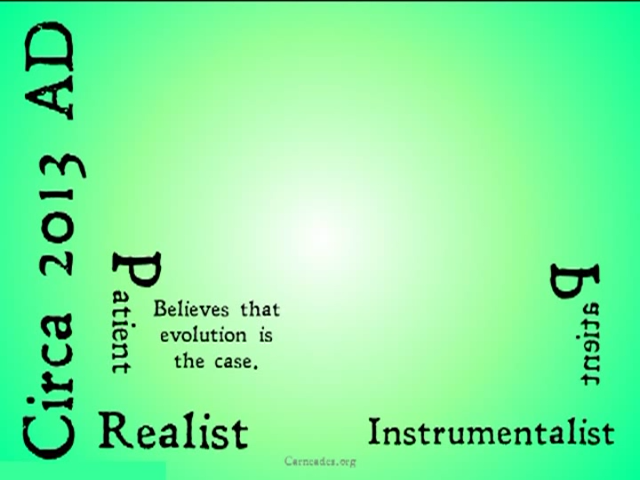 Circa 2013 AD
Patient
Believes that
evolution is
the case.
Realist
Patient
Instrumentalist
Carneades.org